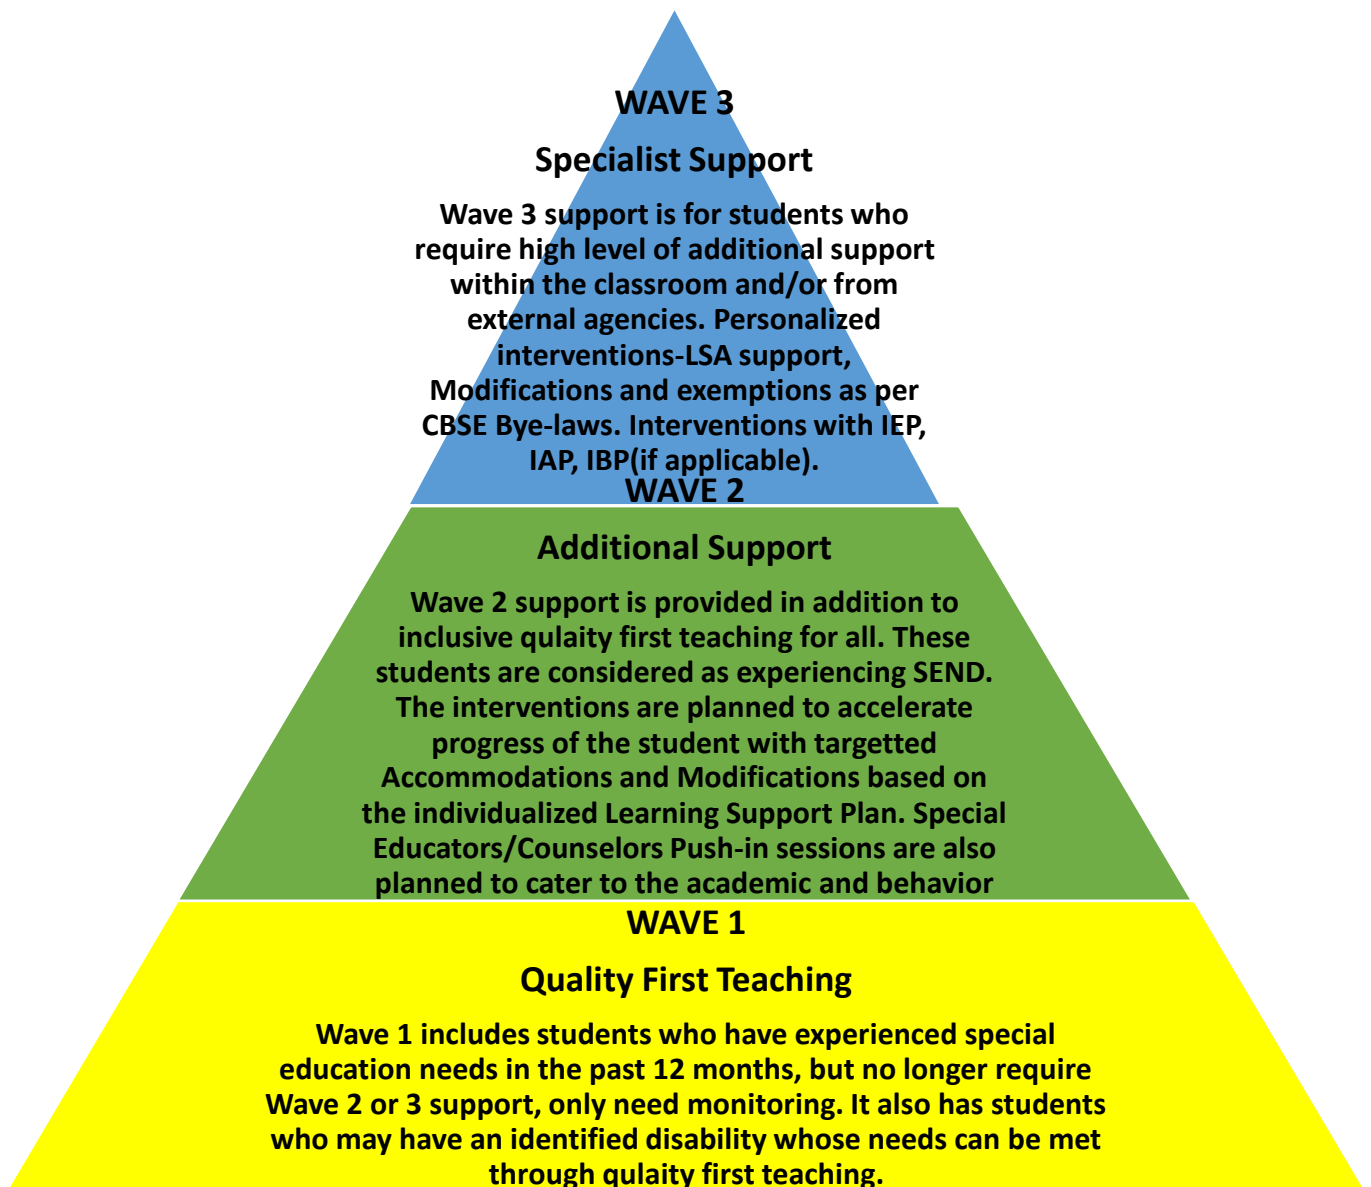 WAVE 3
Specialist Support
Wave 3 support is for students who
require high level of additional support
within the classroom and/or from
external agencies. Personalized
interventions-LSA support,
Modifications and exemptions as per
CBSE Bye-laws. Interventions with IEP,
IAP, IBP(if applicable).
WAVE 2
Additional Support
Wave 2 support is provided in addition to
inclusive qulaity first teaching for all. These
students are considered as experiencing SEND.
The interventions are planned to accelerate
progress of the student with targetted
Accommodations and Modifications based on
the individualized Learning Support Plan. Special
Educators/Counselors Push-in sessions are also
planned to cater to the academic and behavior
WAVE 1
Quality First Teaching
Wave 1 includes students who have experienced special
education needs in the past 12 months, but no longer require
Wave 2 or 3 support, only need monitoring. It also has students
who may have an identified disability whose needs can be met
through qulaity first teaching.